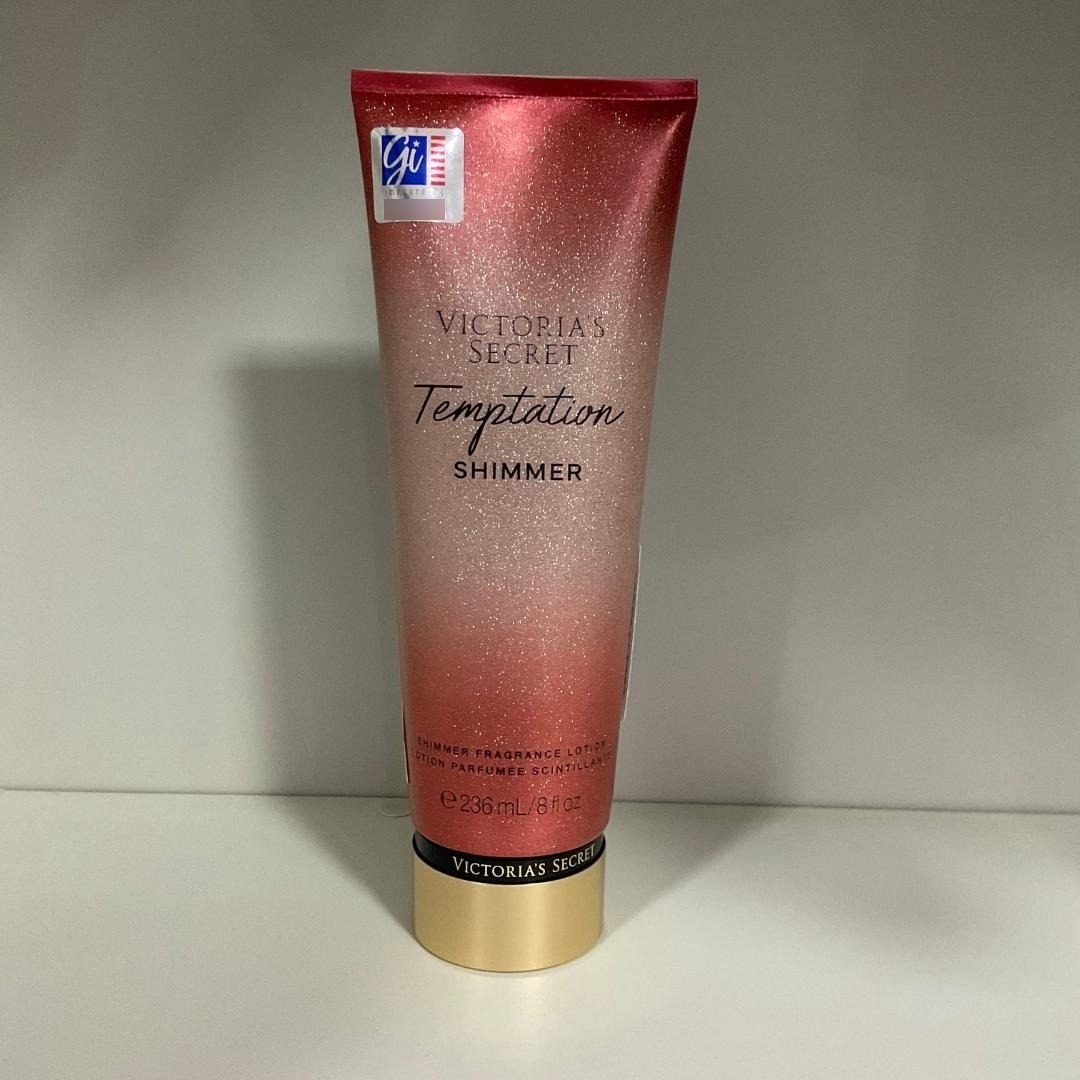 gi
VICTORIA'S
SECRET
Temptation
SHIMMER
SHIMMER FRAGRANCE LOTION
LOTION PARFUMÉE SCINTILLANTE
℮ 236 mL/8 fl oz
VICTORIA'S SECRET